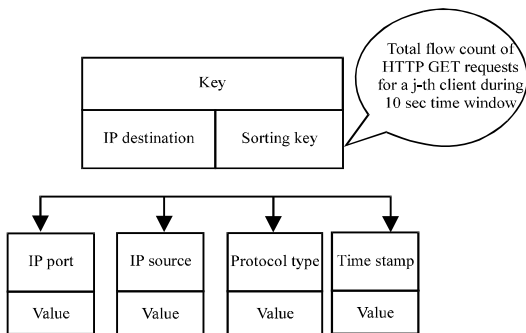 Total flow count of
HTTP GET requests
for a j-th client during
10 sec time window
Key
IP destination
Sorting key
IP port
IP source
Protocol type
Time stamp
Value
Value
Value
Value